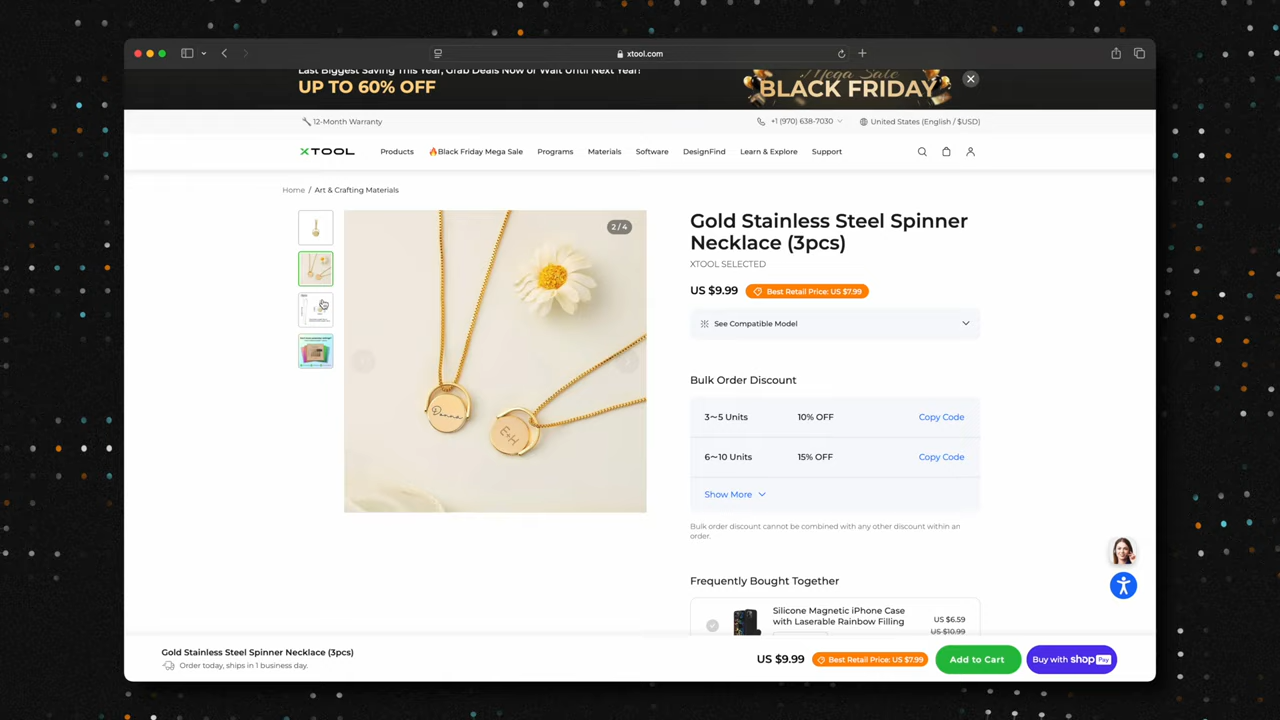 xtool.com
Last Biggest Saving This Year, Grab Deals Now or Wait Until Next Year!
UP TO 60% OFF
Mega Sale
BLACK FRIDAY
12-Month Warranty
+1 (970) 638-7030
United States (English / $USD)
XTOOL
Products
🔥Black Friday Mega Sale
Programs
Materials
Software
DesignFind
Learn & Explore
Support
Home / Art & Crafting Materials
2 / 4
Donna
E+H
Gold Stainless Steel Spinner
Necklace (3pcs)
XTOOL SELECTED
US $9.99
Best Retail Price: US $7.99
See Compatible Model
Bulk Order Discount
3~5 Units 10% OFF Copy Code
6~10 Units 15% OFF Copy Code
Show More
Bulk order discount cannot be combined with any other discount within an
order.
Frequently Bought Together
Silicone Magnetic iPhone Case
with Laserable Rainbow Filling
US $6.59
US $10.99
Gold Stainless Steel Spinner Necklace (3pcs)
Order today, ships in 1 business day.
US $9.99
Best Retail Price: US $7.99
Add to Cart
Buy with shop Pay